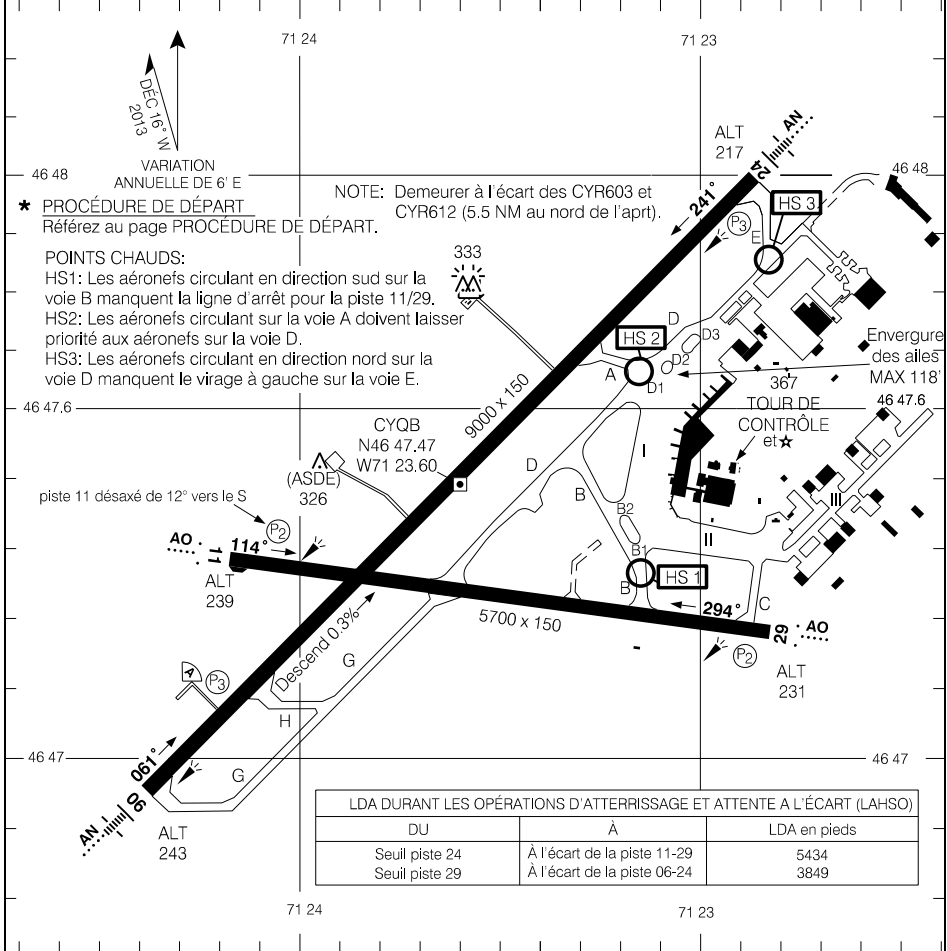 71 24
71 23
DÉC 16° W
2013
VARIATION
ANNUELLE DE 6' E
ALT
217
AN
24
46 48
46 48
* PROCÉDURE DE DÉPART
Référez au page PROCÉDURE DE DÉPART.
NOTE: Demeurer à l'écart des CYR603 et
CYR612 (5.5 NM au nord de l'aprt).
241°
HS 3
P3
E
POINTS CHAUDS:
HS1: Les aéronefs circulant en direction sud sur la
voie B manquent la ligne d'arrêt pour la piste 11/29.
HS2: Les aéronefs circulant sur la voie A doivent laisser
priorité aux aéronefs sur la voie D.
HS3: Les aéronefs circulant en direction nord sur la
voie D manquent le virage à gauche sur la voie E.
333
D
HS 2
D3
D2
A
D1
Envergure
des ailes
MAX 118'
367
TOUR DE
CONTRÔLE
et
46 47.6
46 47.6
9000 x 150
CYQB
N46 47.47
W71 23.60
(ASDE)
326
D
I
B
B2
B1
II
III
piste 11 désaxé de 12° vers le S
P2
AO
11
114°
ALT
239
HS 1
B
294°
C
29
AO
5700 x 150
P2
ALT
231
Descend 0.3%
G
A
P3
H
G
46 47
46 47
061°
06
AN
ALT
243
LDA DURANT LES OPÉRATIONS D'ATTERRISSAGE ET ATTENTE A L'ÉCART (LAHSO)
DU À LDA en pieds
Seuil piste 24 À l'écart de la piste 11-29 5434
Seuil piste 29 À l'écart de la piste 06-24 3849
71 24
71 23